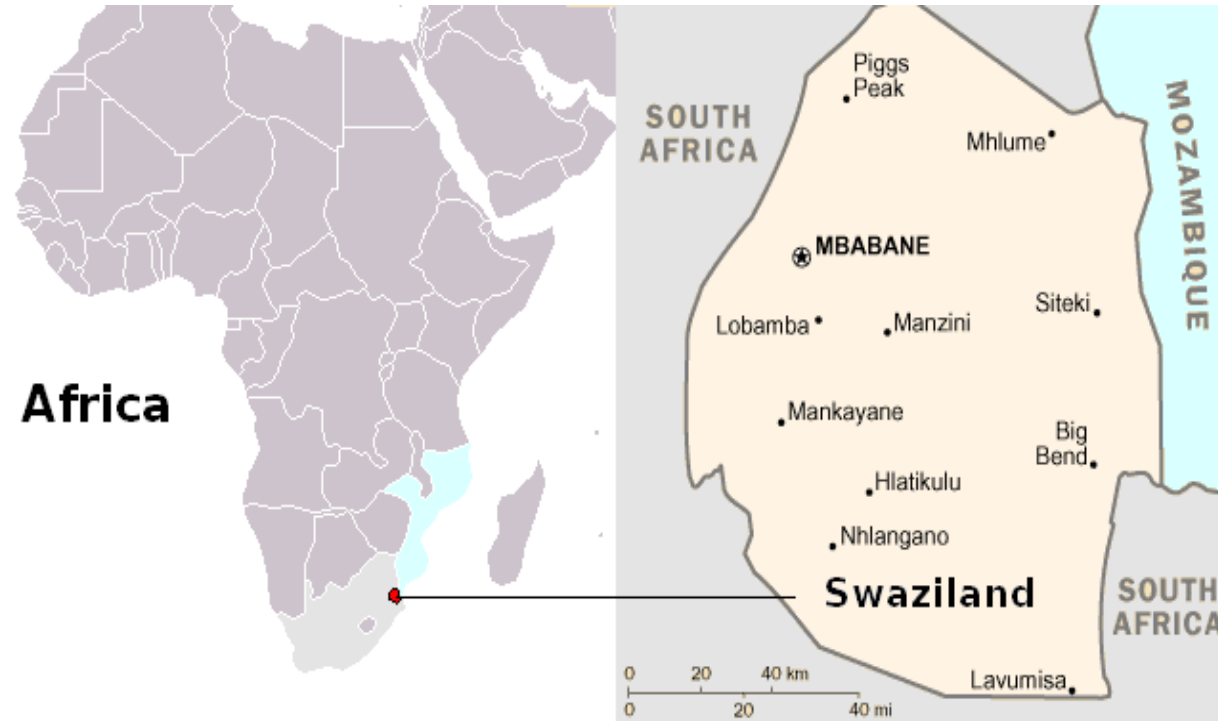 Africa
SOUTH
AFRICA
Piggs
Peak
Mhlume
MOZAMBIQUE
MBABANE
Siteki
Lobamba
Manzini
Mankayane
Big
Bend
Hlatikulu
Nhlangano
Swaziland
SOUTH
AFRICA
Lavumisa
0 20 40 km
0 20 40 mi